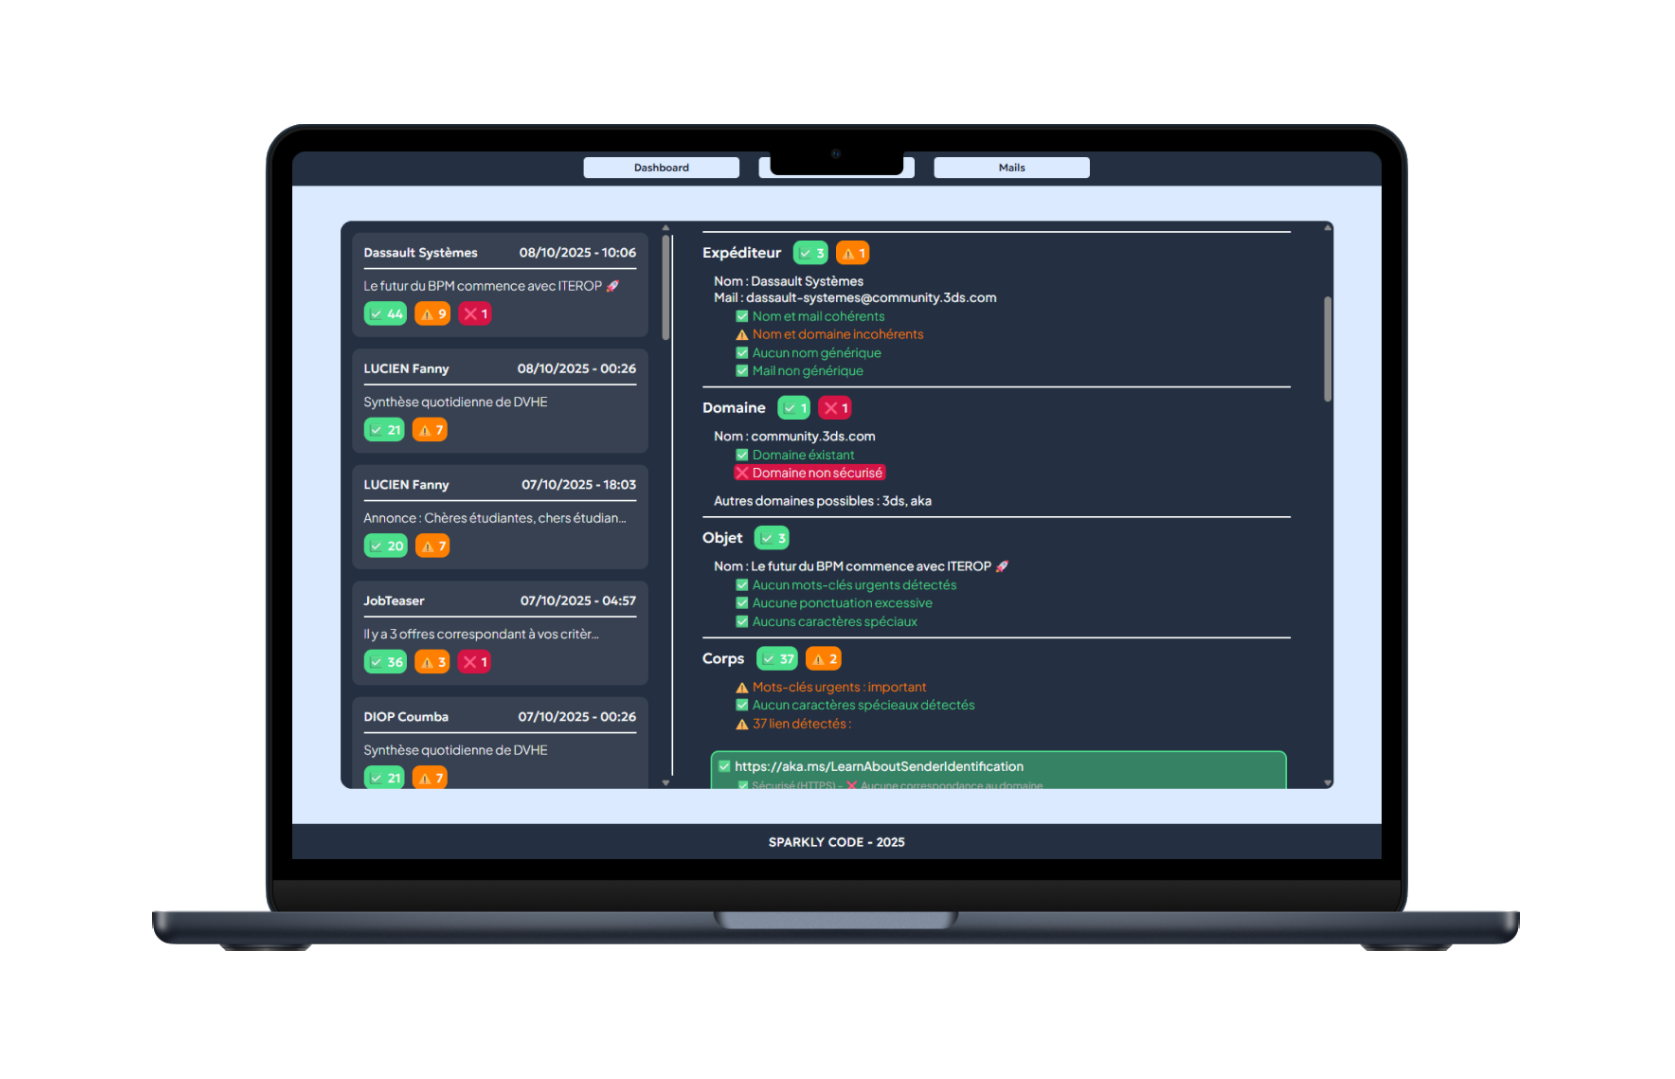 Dashboard
Mails
Dassault Systèmes 08/10/2025 - 10:06
Le futur du BPM commence avec ITEROP 🚀
✅ 44 ⚠️ 9 ❌ 1
LUCIEN Fanny 08/10/2025 - 00:26
Synthèse quotidienne de DVHE
✅ 21 ⚠️ 7
LUCIEN Fanny 07/10/2025 - 18:03
Annonce : Chères étudiantes, chers étudian...
✅ 20 ⚠️ 7
JobTeaser 07/10/2025 - 04:57
Il y a 3 offres correspondant à vos critèr...
✅ 36 ⚠️ 3 ❌ 1
DIOP Coumba 07/10/2025 - 00:26
Synthèse quotidienne de DVHE
✅ 21 ⚠️ 7
Expéditeur ✅ 3 ⚠️ 1
Nom : Dassault Systèmes
Mail : dassault-systemes@community.3ds.com
✅ Nom et mail cohérents
⚠️ Nom et domaine incohérents
✅ Aucun nom générique
✅ Mail non générique
Domaine ✅ 1 ❌ 1
Nom : community.3ds.com
✅ Domaine éxistant
❌ Domaine non sécurisé
Autres domaines possibles : 3ds, aka
Objet ✅ 3
Nom : Le futur du BPM commence avec ITEROP 🚀
✅ Aucun mots-clés urgents détectés
✅ Aucune ponctuation excessive
✅ Aucuns caractères spéciaux
Corps ✅ 37 ⚠️ 2
⚠️ Mots-clés urgents : important
✅ Aucun caractères spécieaux détectés
⚠️ 37 lien détectés :
✅ https://aka.ms/LearnAboutSenderIdentification
✅ Sécurisé (HTTPS) - ❌ Aucune correspondance au domaine
SPARKLY CODE - 2025